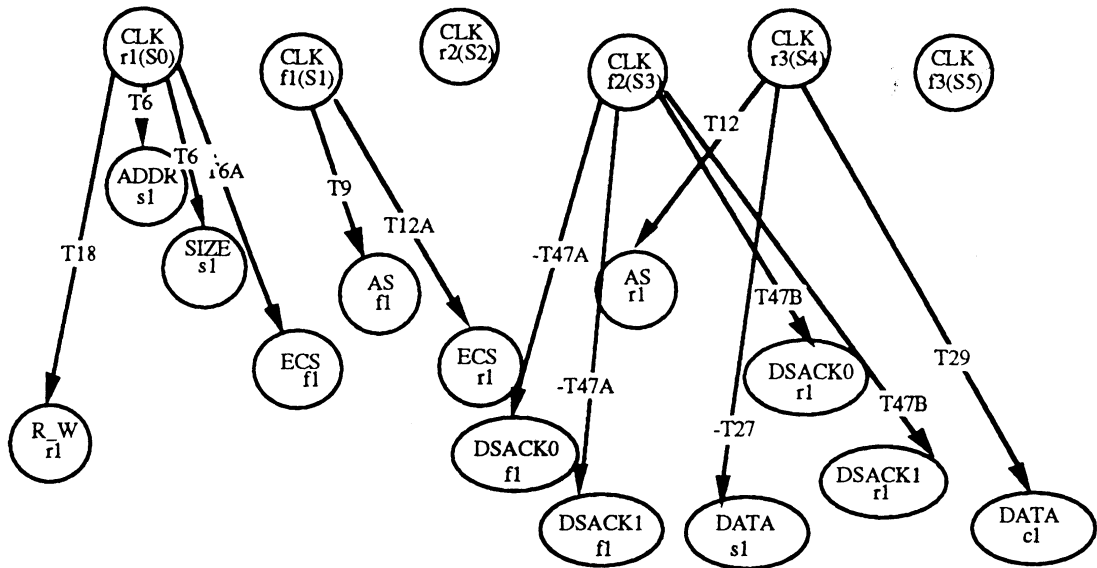 CLK
r1(S0)
CLK
f1(S1)
CLK
r2(S2)
CLK
f2(S3)
CLK
r3(S4)
CLK
f3(S5)
T6
T6
T6A
T18
T9
T12A
T12
-T47A
-T47A
T47B
T47B
-T27
T29
ADDR
s1
SIZE
s1
AS
f1
AS
r1
ECS
f1
ECS
r1
R_W
r1
DSACK0
f1
DSACK0
r1
DSACK1
f1
DSACK1
r1
DATA
s1
DATA
c1